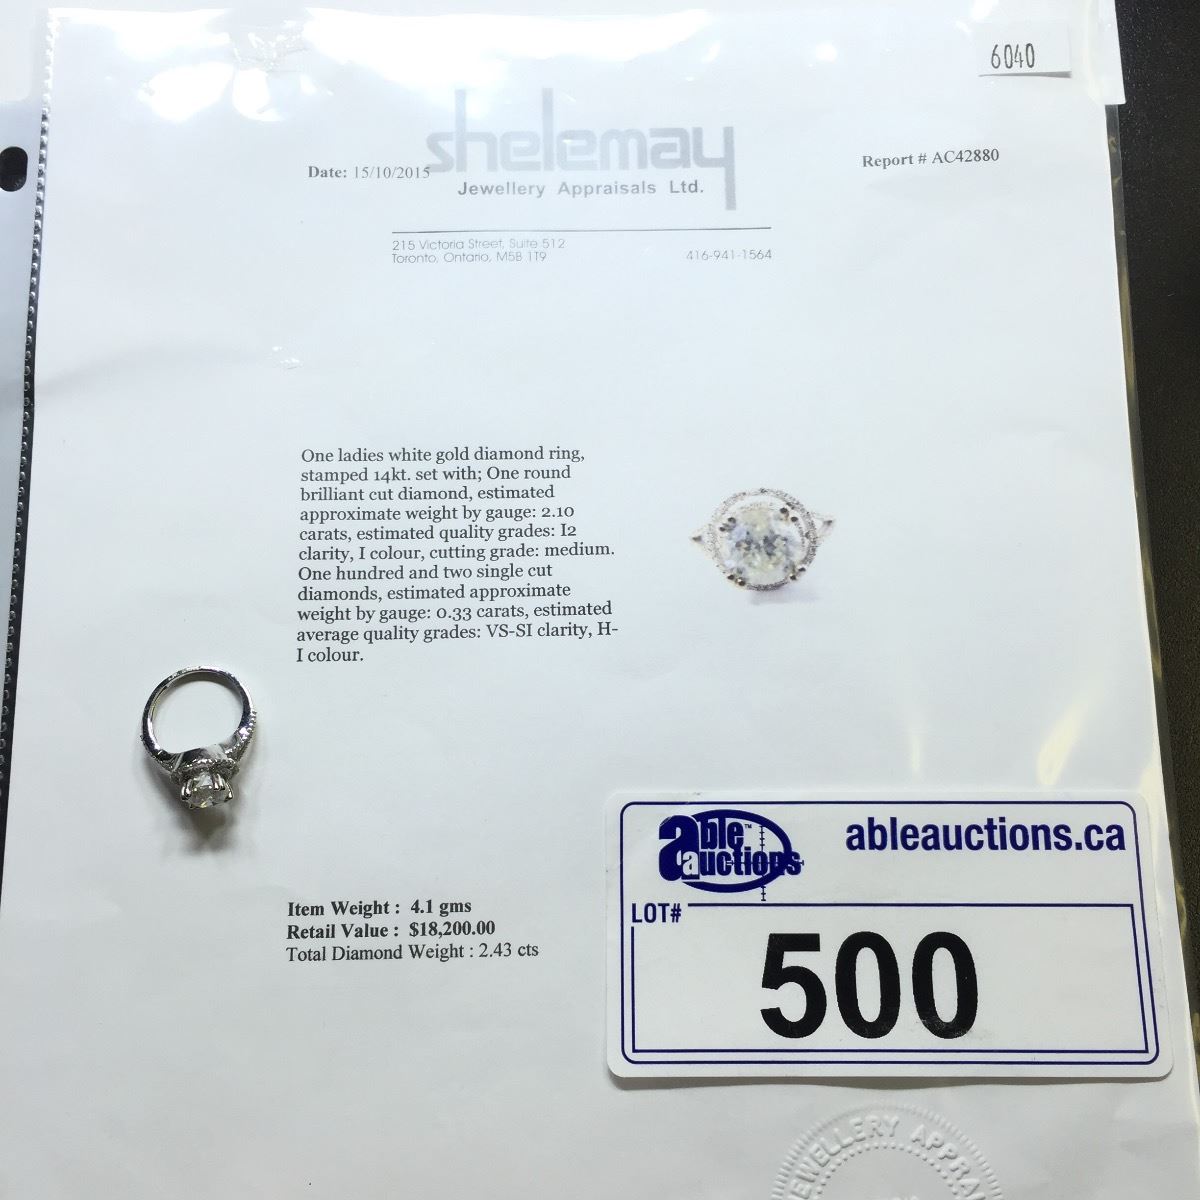 6040
shelemay
Date: 15/10/2015
Report # AC42880
Jewellery Appraisals Ltd.
215 Victoria Street, Suite 512
Toronto, Ontario, M5B 1T9
416-941-1564
One ladies white gold diamond ring,
stamped 14kt. set with; One round
brilliant cut diamond, estimated
approximate weight by gauge: 2.10
carats, estimated quality grades: I2
clarity, I colour, cutting grade: medium.
One hundred and two single cut
diamonds, estimated approximate
weight by gauge: 0.33 carats, estimated
average quality grades: VS-SI clarity, H-
I colour.
Item Weight : 4.1 gms
Retail Value : $18,200.00
Total Diamond Weight : 2.43 cts
able™
auctions
ableauctions.ca
LOT#
500
JEWELLERY APPRA